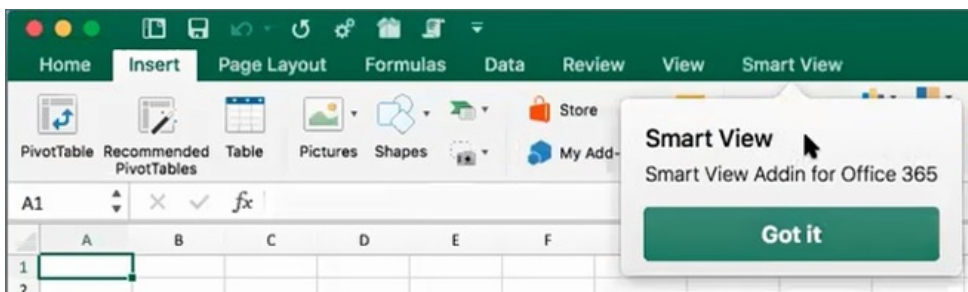 Home Insert Page Layout Formulas Data Review View Smart View
PivotTable Recommended PivotTables Table Pictures Shapes Store
My Add-
Smart View
Smart View Addin for Office 365
Got it
A1 fx
A B C D E F
1
2